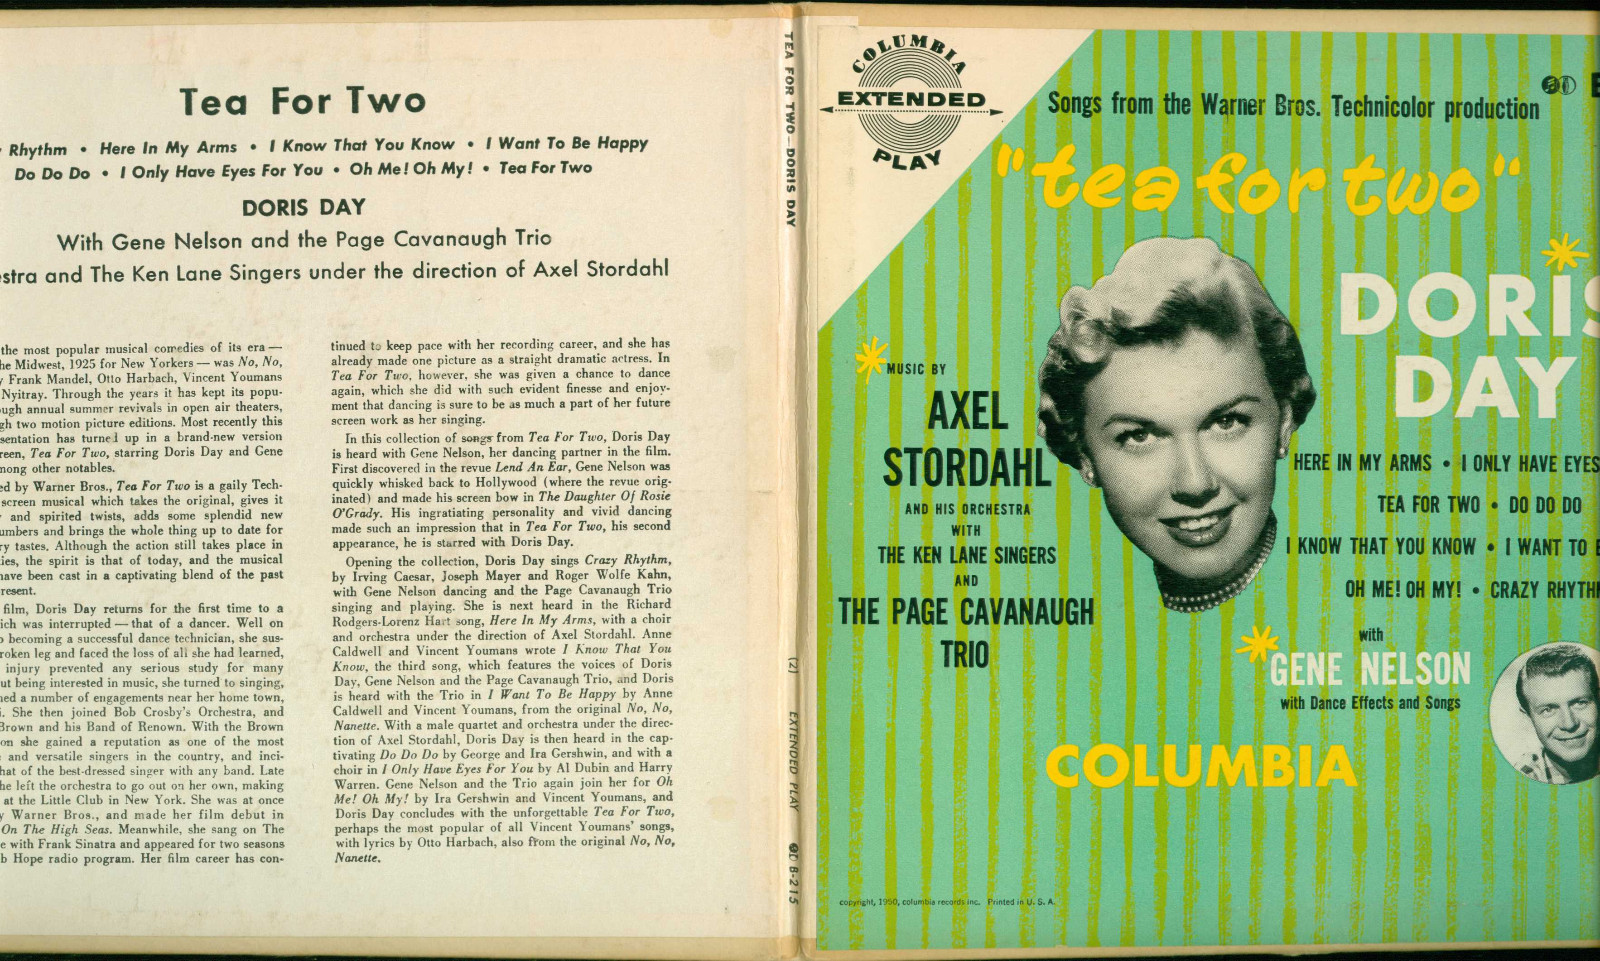 Tea For Two
Rhythm • Here In My Arms • I Know That You Know • I Want To Be Happy
Do Do Do • I Only Have Eyes For You • Oh Me! Oh My! • Tea For Two
DORIS DAY
With Gene Nelson and the Page Cavanaugh Trio
estra and The Ken Lane Singers under the direction of Axel Stordahl
the most popular musical comedies of its era —
he Midwest, 1925 for New Yorkers — was No, No,
y Frank Mandel, Otto Harbach, Vincent Youmans
Nyitray. Through the years it has kept its popu-
ough annual summer revivals in open air theaters,
gh two motion picture editions. Most recently this
sentation has turned up in a brand-new version
reen, Tea For Two, starring Doris Day and Gene
mong other notables.
ed by Warner Bros., Tea For Two is a gaily Tech-
screen musical which takes the original, gives it
and spirited twists, adds some splendid new
umbers and brings the whole thing up to date for
ry tastes. Although the action still takes place in
ties, the spirit is that of today, and the musical
have been cast in a captivating blend of the past
resent.
film, Doris Day returns for the first time to a
ich was interrupted — that of a dancer. Well on
o becoming a successful dance technician, she sus-
roken leg and faced the loss of all she had learned,
injury prevented any serious study for many
ut being interested in music, she turned to singing,
ned a number of engagements near her home town,
i. She then joined Bob Crosby's Orchestra, and
Brown and his Band of Renown. With the Brown
on she gained a reputation as one of the most
and versatile singers in the country, and inci-
hat of the best-dressed singer with any band. Late
he left the orchestra to go out on her own, making
at the Little Club in New York. She was at once
y Warner Bros., and made her film debut in
On The High Seas. Meanwhile, she sang on The
e with Frank Sinatra and appeared for two seasons
b Hope radio program. Her film career has con-
tinued to keep pace with her recording career, and she has
already made one picture as a straight dramatic actress. In
Tea For Two, however, she was given a chance to dance
again, which she did with such evident finesse and enjoy-
ment that dancing is sure to be as much a part of her future
screen work as her singing.
In this collection of songs from Tea For Two, Doris Day
is heard with Gene Nelson, her dancing partner in the film.
First discovered in the revue Lend An Ear, Gene Nelson was
quickly whisked back to Hollywood (where the revue orig-
inated) and made his screen bow in The Daughter Of Rosie
O'Grady. His ingratiating personality and vivid dancing
made such an impression that in Tea For Two, his second
appearance, he is starred with Doris Day.
Opening the collection, Doris Day sings Crazy Rhythm,
by Irving Caesar, Joseph Mayer and Roger Wolfe Kahn,
with Gene Nelson dancing and the Page Cavanaugh Trio
singing and playing. She is next heard in the Richard
Rodgers-Lorenz Hart song, Here In My Arms, with a choir
and orchestra under the direction of Axel Stordahl. Anne
Caldwell and Vincent Youmans wrote I Know That You
Know, the third song, which features the voices of Doris
Day, Gene Nelson and the Page Cavanaugh Trio, and Doris
is heard with the Trio in I Want To Be Happy by Anne
Caldwell and Vincent Youmans, from the original No, No,
Nanette. With a male quartet and orchestra under the direc-
tion of Axel Stordahl, Doris Day is then heard in the cap-
tivating Do Do Do by George and Ira Gershwin, and with a
choir in I Only Have Eyes For You by Al Dubin and Harry
Warren. Gene Nelson and the Trio again join her for Oh
Me! Oh My! by Ira Gershwin and Vincent Youmans, and
Doris Day concludes with the unforgettable Tea For Two,
perhaps the most popular of all Vincent Youmans' songs,
with lyrics by Otto Harbach, also from the original No, No,
Nanette.
TEA FOR TWO—DORIS DAY (2) EXTENDED PLAY B-215
COLUMBIA
EXTENDED
PLAY
Songs from the Warner Bros. Technicolor production
"tea for two"
DORIS
DAY
MUSIC BY
AXEL
STORDAHL
AND HIS ORCHESTRA
WITH
THE KEN LANE SINGERS
AND
THE PAGE CAVANAUGH
TRIO
HERE IN MY ARMS • I ONLY HAVE EYES
TEA FOR TWO • DO DO DO
I KNOW THAT YOU KNOW • I WANT TO B
OH ME! OH MY! • CRAZY RHYTHM
with
GENE NELSON
with Dance Effects and Songs
COLUMBIA
copyright, 1950, columbia records inc. Printed in U. S. A.